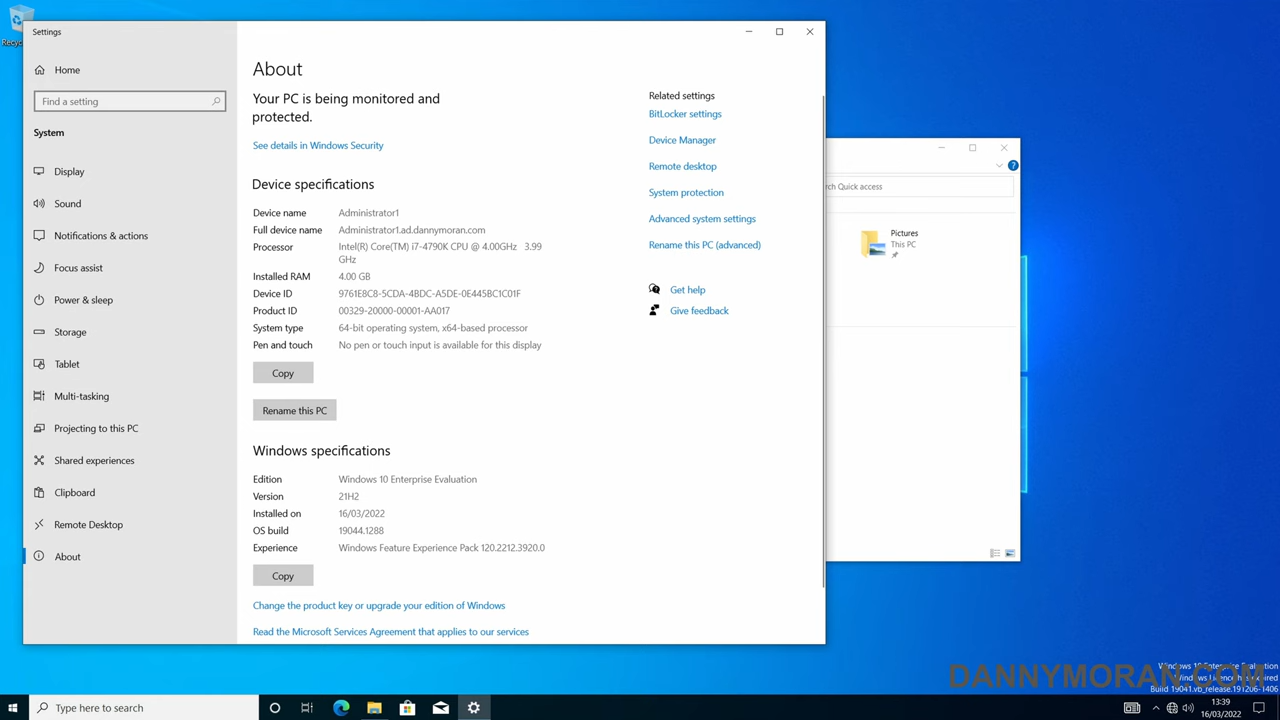 Settings
Home
Find a setting
System
Display
Sound
Notifications & actions
Focus assist
Power & sleep
Storage
Tablet
Multi-tasking
Projecting to this PC
Shared experiences
Clipboard
Remote Desktop
About
About
Your PC is being monitored and
protected.
See details in Windows Security
Device specifications
Device name Administrator1
Full device name Administrator1.ad.dannymoran.com
Processor Intel(R) Core(TM) i7-4790K CPU @ 4.00GHz 3.99
GHz
Installed RAM 4.00 GB
Device ID 9761E8C8-5CDA-4BDC-A5DE-0E445BC1C01F
Product ID 00329-20000-00001-AA017
System type 64-bit operating system, x64-based processor
Pen and touch No pen or touch input is available for this display
Copy
Rename this PC
Windows specifications
Edition Windows 10 Enterprise Evaluation
Version 21H2
Installed on 16/03/2022
OS build 19044.1288
Experience Windows Feature Experience Pack 120.2212.3920.0
Copy
Change the product key or upgrade your edition of Windows
Read the Microsoft Services Agreement that applies to our services
Related settings
BitLocker settings
Device Manager
Remote desktop
System protection
Advanced system settings
Rename this PC (advanced)
Get help
Give feedback
Quick access
Pictures
This PC
DANNYMORAN.COM
Windows 10 Enterprise Evaluation
Build 19041.vb_release.191206-1406
Type here to search
13:39
16/03/2022